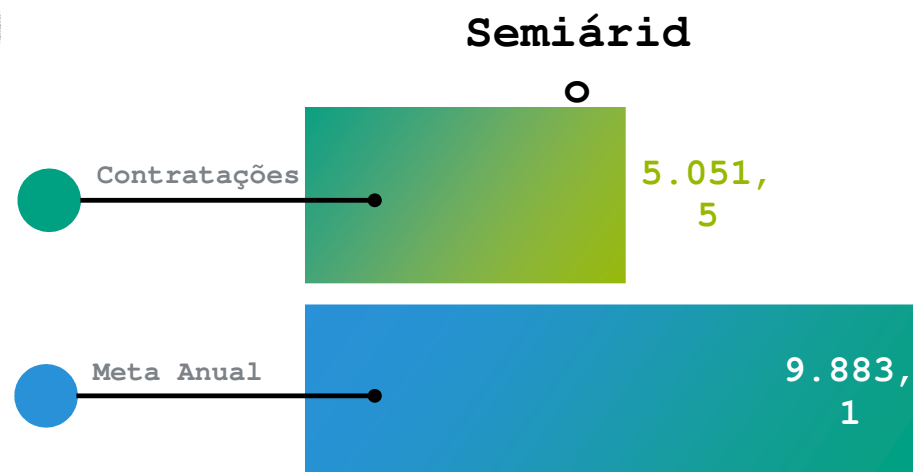 Semiárid
o
Contratações
5.051,
5
Meta Anual
9.883,
1